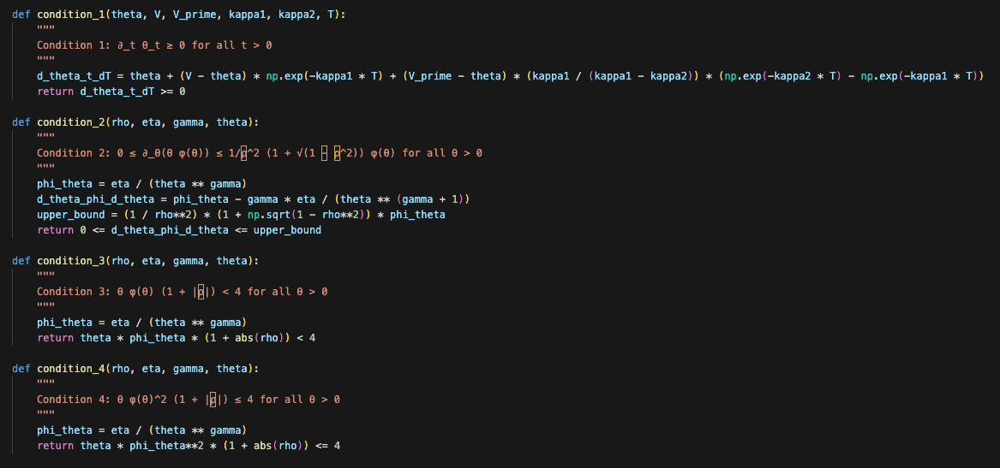 def condition_1(theta, V, V_prime, kappa1, kappa2, T):
    """
    Condition 1: ∂_t θ_t ≥ 0 for all t > 0
    """
    d_theta_t_dT = theta + (V - theta) * np.exp(-kappa1 * T) + (V_prime - theta) * (kappa1 / (kappa1 - kappa2)) * (np.exp(-kappa2 * T) - np.exp(-kappa1 * T))
    return d_theta_t_dT >= 0
def condition_2(rho, eta, gamma, theta):
    """
    Condition 2: 0 ≤ ∂_θ(θ φ(θ)) ≤ 1/ρ^2 (1 + √(1 − ρ^2)) φ(θ) for all θ > 0
    """
    phi_theta = eta / (theta ** gamma)
    d_theta_phi_d_theta = phi_theta - gamma * eta / (theta ** (gamma + 1))
    upper_bound = (1 / rho**2) * (1 + np.sqrt(1 - rho**2)) * phi_theta
    return 0 <= d_theta_phi_d_theta <= upper_bound
def condition_3(rho, eta, gamma, theta):
    """
    Condition 3: θ φ(θ) (1 + |ρ|) < 4 for all θ > 0
    """
    phi_theta = eta / (theta ** gamma)
    return theta * phi_theta * (1 + abs(rho)) < 4
def condition_4(rho, eta, gamma, theta):
    """
    Condition 4: θ φ(θ)^2 (1 + |ρ|) ≤ 4 for all θ > 0
    """
    phi_theta = eta / (theta ** gamma)
    return theta * phi_theta**2 * (1 + abs(rho)) <= 4